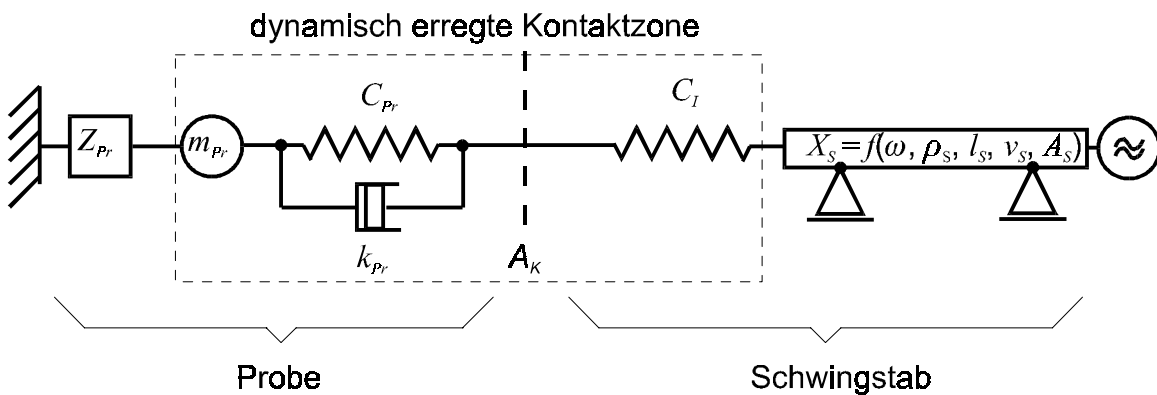 dynamisch erregte Kontaktzone
C_Pr
C_I
Z_Pr
m_Pr
X_S = f(ω, ρ_S, l_S, v_S, A_S)
≈
k_Pr
A_K
Probe
Schwingstab